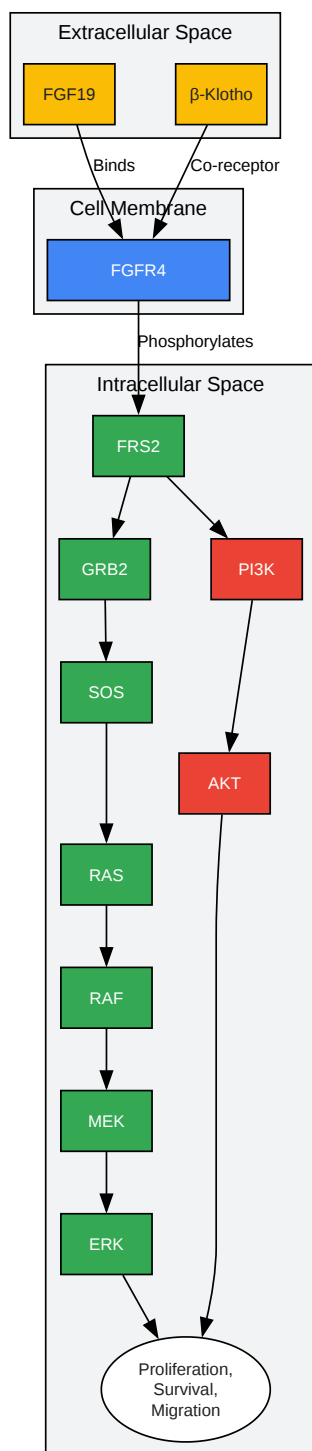 Extracellular Space
FGF19
β-Klotho
Binds
Co-receptor
Cell Membrane
FGFR4
Phosphorylates
Intracellular Space
FRS2
GRB2
PI3K
SOS
AKT
RAS
RAF
MEK
ERK
Proliferation,
Survival,
Migration